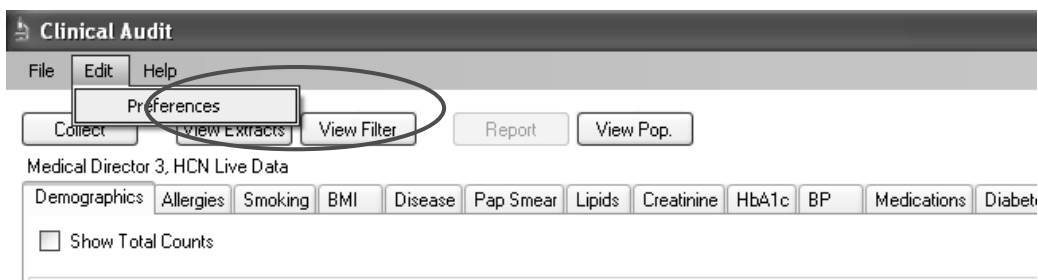 Clinical Audit
File Edit Help
Preferences
Collect View Extracts View Filter Report View Pop.
Medical Director 3, HCN Live Data
Demographics Allergies Smoking BMI Disease Pap Smear Lipids Creatinine HbA1c BP Medications Diabet
Show Total Counts